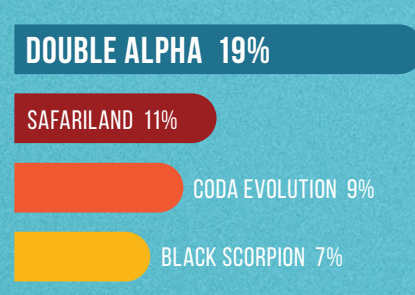 DOUBLE ALPHA 19%
SAFARILAND 11%
CODA EVOLUTION 9%
BLACK SCORPION 7%